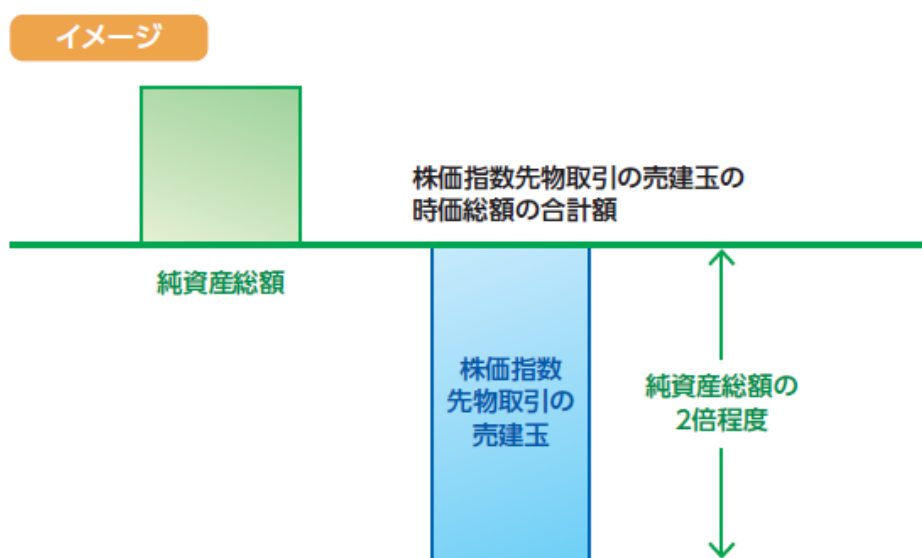 イメージ
株価指数先物取引の売建玉の
時価総額の合計額
純資産総額
株価指数
先物取引の
売建玉
純資産総額の
2倍程度